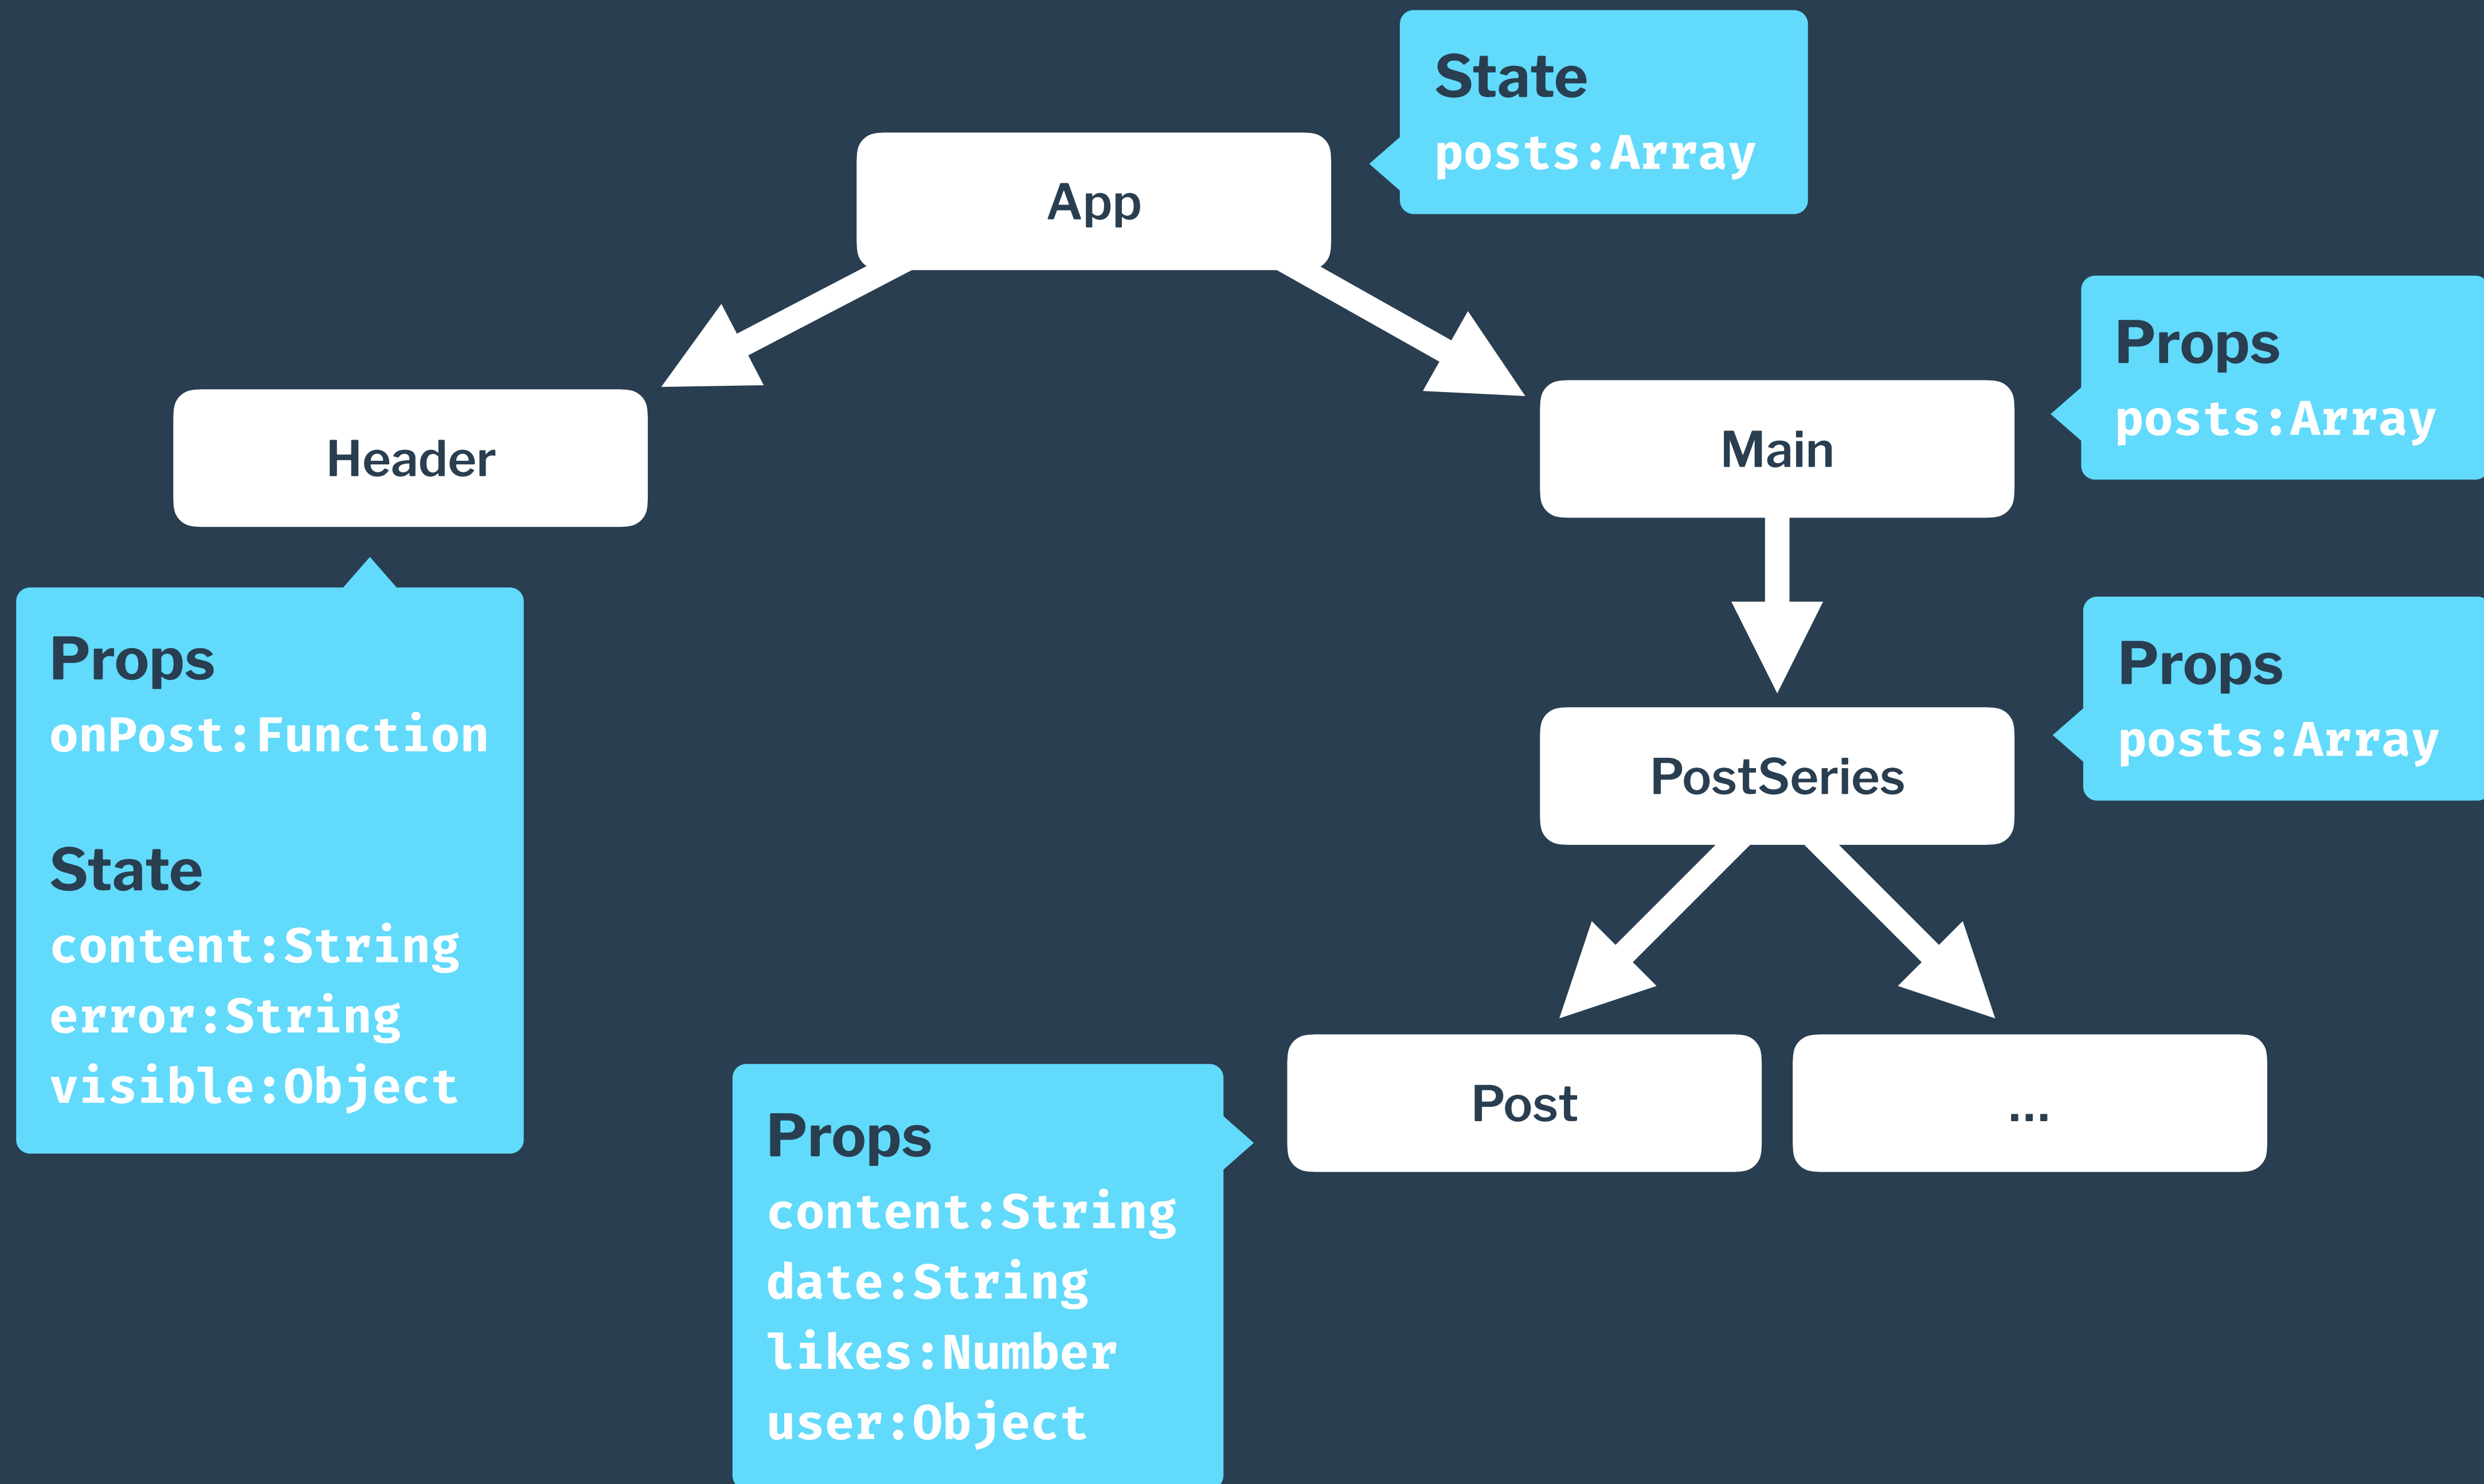 State
posts:Array
App
Props
posts:Array
Header
Main
Props
onPost:Function
State
content:String
error:String
visible:Object
Props
posts:Array
PostSeries
Post
...
Props
content:String
date:String
likes:Number
user:Object